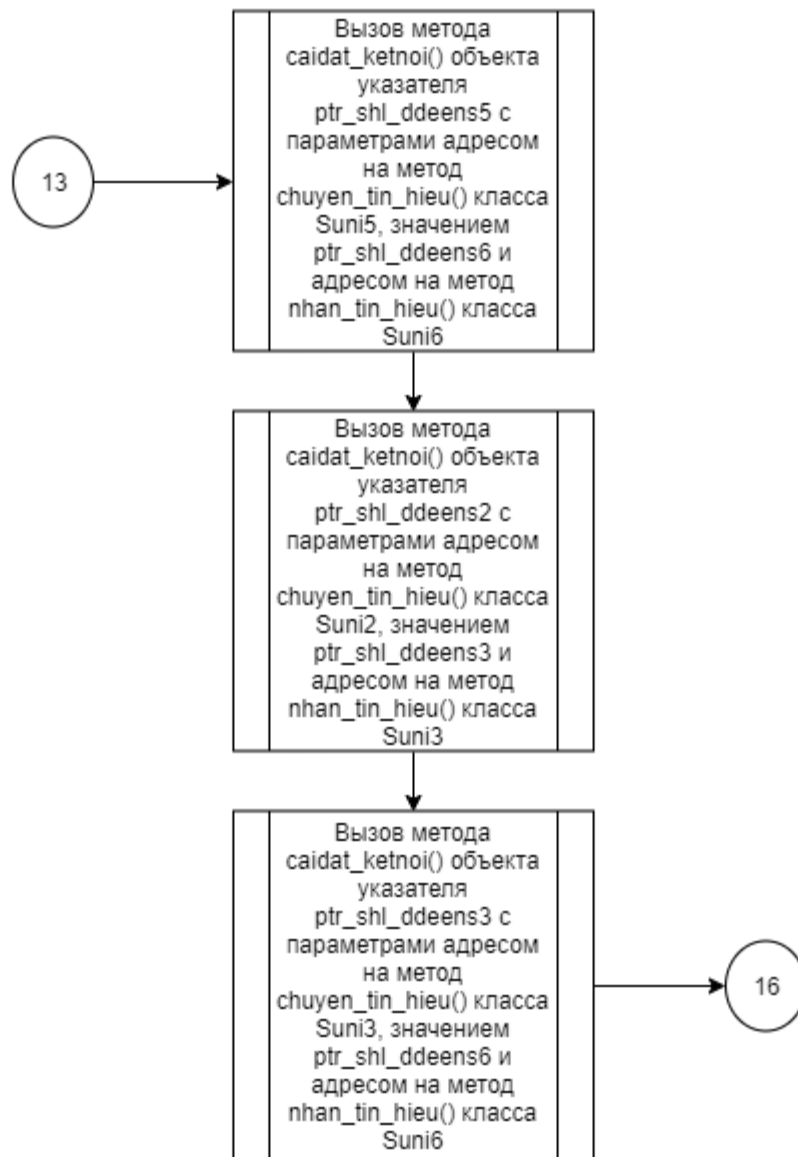 Вызов метода
caidat_ketnoi() объекта
указателя
ptr_shl_ddeens5 с
параметрами адресом
на метод
chuyen_tin_hieu() класса
Suni5, значением
ptr_shl_ddeens6 и
адресом на метод
nhan_tin_hieu() класса
Suni6
13
Вызов метода
caidat_ketnoi() объекта
указателя
ptr_shl_ddeens2 с
параметрами адресом
на метод
chuyen_tin_hieu() класса
Suni2, значением
ptr_shl_ddeens3 и
адресом на метод
nhan_tin_hieu() класса
Suni3
Вызов метода
caidat_ketnoi() объекта
указателя
ptr_shl_ddeens3 с
параметрами адресом
на метод
chuyen_tin_hieu() класса
Suni3, значением
ptr_shl_ddeens6 и
адресом на метод
nhan_tin_hieu() класса
Suni6
16